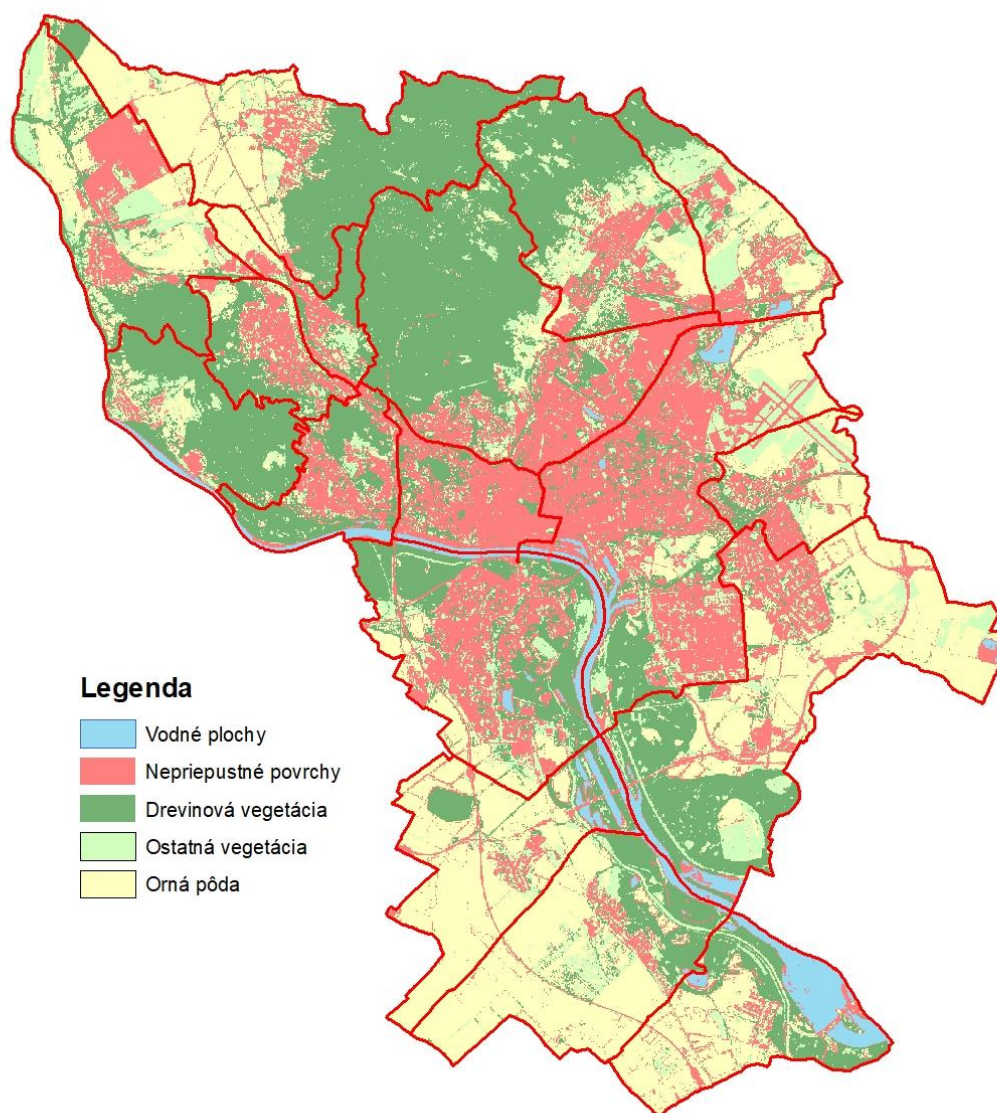 Legenda
Vodné plochy
Nepriepustné povrchy
Drevinová vegetácia
Ostatná vegetácia
Orná pôda